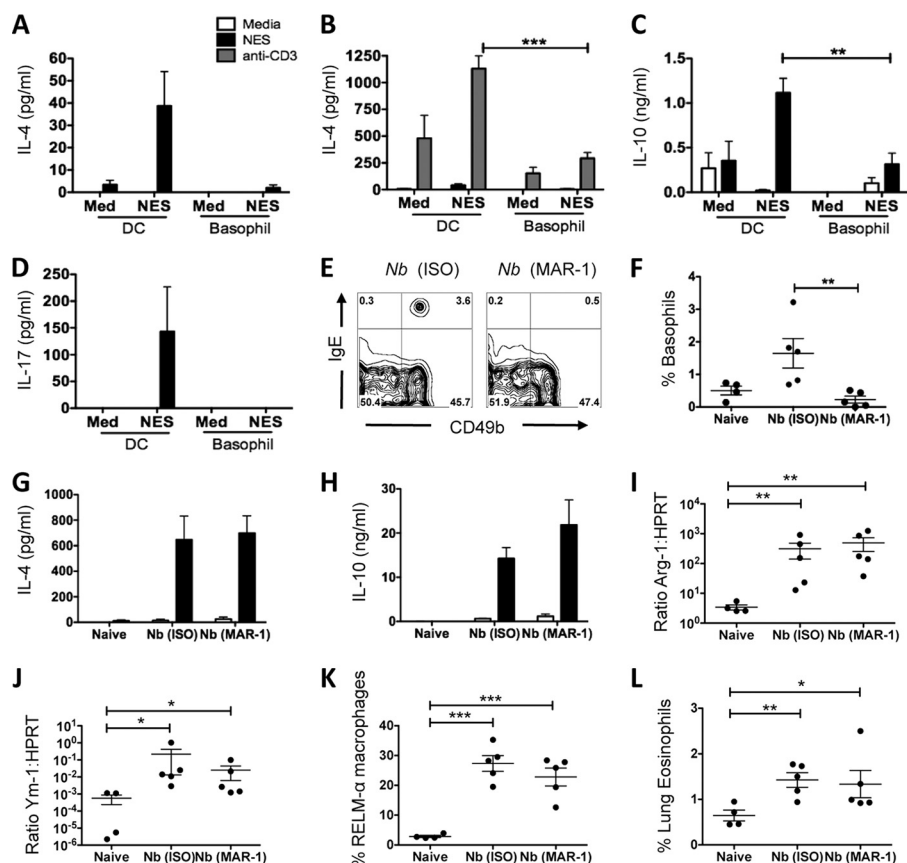 A
Media
NES
anti-CD3
IL-4 (pg/ml)
60
50
40
30
20
10
0
Med NES Med NES
DC Basophil
B
***
IL-4 (pg/ml)
1250
1000
750
500
250
0
Med NES Med NES
DC Basophil
C
**
IL-10 (ng/ml)
1.5
1.0
0.5
0.0
Med NES Med NES
DC Basophil
D
IL-17 (pg/ml)
250
200
150
100
50
0
Med NES Med NES
DC Basophil
E
Nb (ISO) Nb (MAR-1)
0.3 3.6 0.2 0.5
IgE
50.4 45.7 51.9 47.4
CD49b
F
**
% Basophils
4
3
2
1
0
Naive Nb (ISO) Nb (MAR-1)
G
IL-4 (pg/ml)
1000
800
600
400
200
0
Naive Nb (ISO) Nb (MAR-1)
H
IL-10 (ng/ml)
30
20
10
0
Naive Nb (ISO) Nb (MAR-1)
I
**
**
Ratio Arg-1:HPRT
10⁴
10³
10²
10¹
10⁰
Naive Nb (ISO) Nb (MAR-1)
J
*
*
Ratio Ym-1:HPRT
10¹
10⁰
10⁻¹
10⁻²
10⁻³
10⁻⁴
10⁻⁵
10⁻⁶
Naive Nb (ISO) Nb (MAR-1)
K
***
***
% RELM-α macrophages
50
40
30
20
10
0
Naive Nb (ISO) Nb (MAR-1)
L
*
**
% Lung Eosinophils
3
2
1
0
Naive Nb (ISO) Nb (MAR-1)